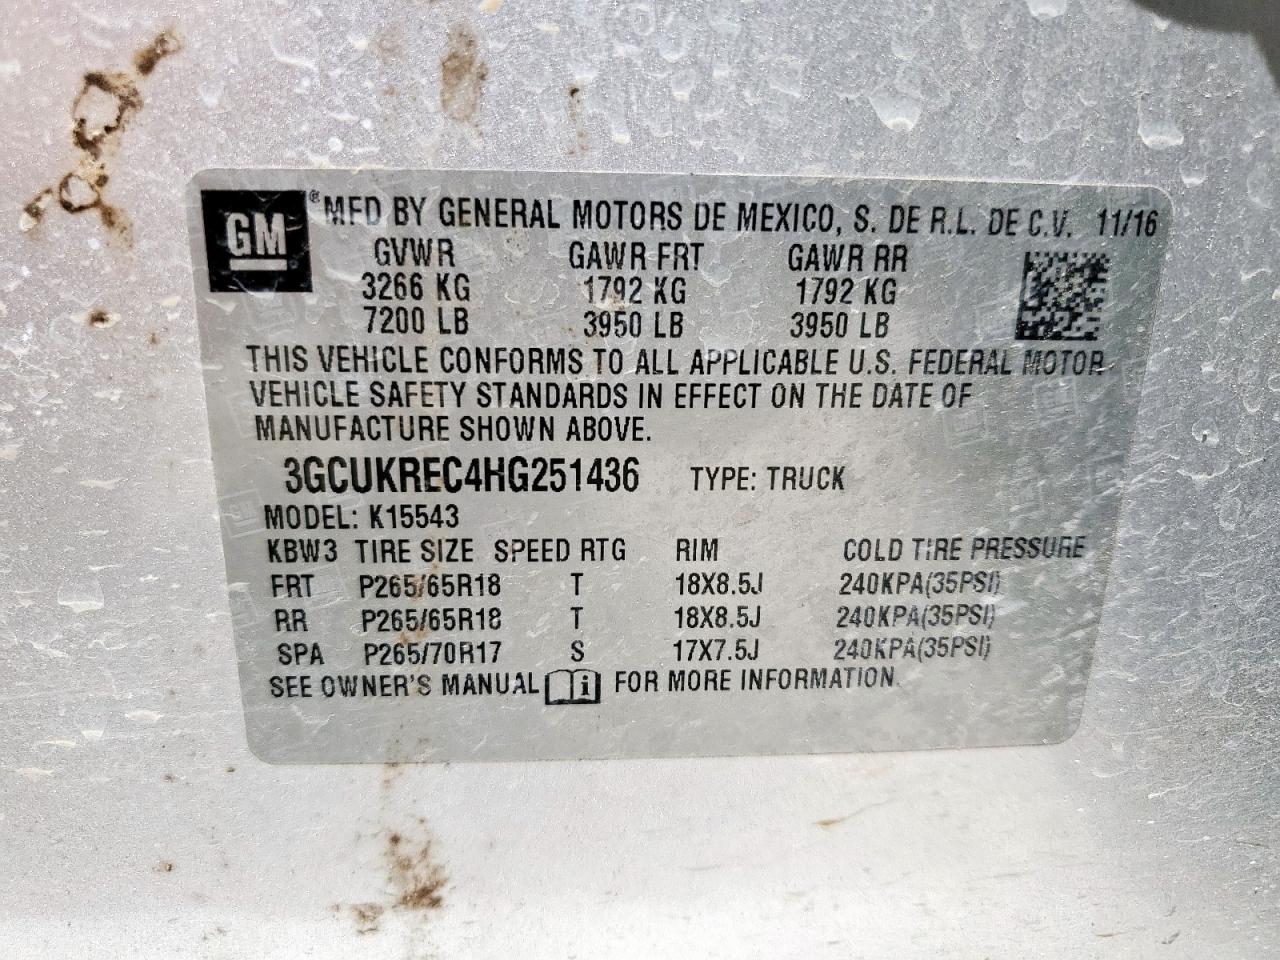 GM ® MFD BY GENERAL MOTORS DE MEXICO, S. DE R.L. DE C.V. 11/16
GVWR GAWR FRT GAWR RR
3266 KG 1792 KG 1792 KG
7200 LB 3950 LB 3950 LB
THIS VEHICLE CONFORMS TO ALL APPLICABLE U.S. FEDERAL MOTOR
VEHICLE SAFETY STANDARDS IN EFFECT ON THE DATE OF
MANUFACTURE SHOWN ABOVE.
3GCUKREC4HG251436 TYPE: TRUCK
MODEL: K15543
KBW3 TIRE SIZE SPEED RTG RIM COLD TIRE PRESSURE
FRT P265/65R18 T 18X8.5J 240KPA(35PSI)
RR P265/65R18 T 18X8.5J 240KPA(35PSI)
SPA P265/70R17 S 17X7.5J 240KPA(35PSI)
SEE OWNER'S MANUAL i FOR MORE INFORMATION.